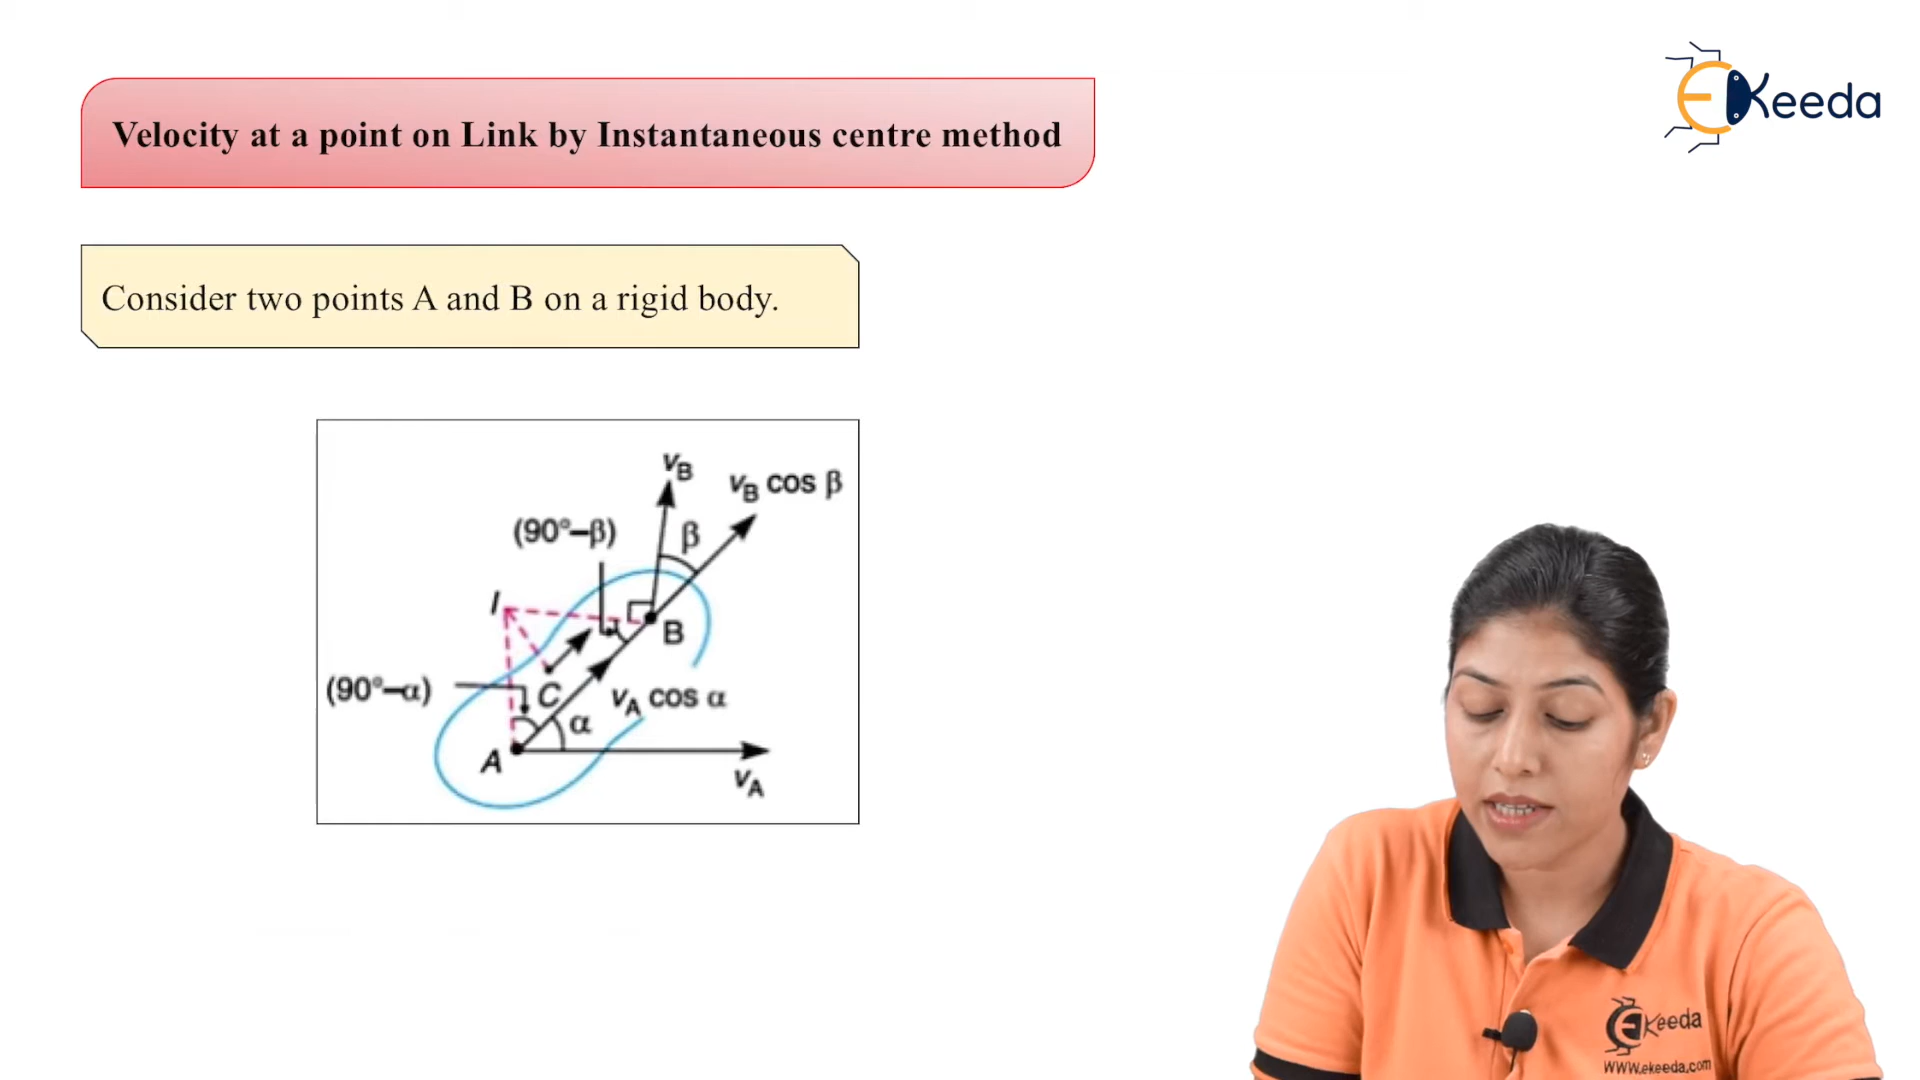 Keeda
Velocity at a point on Link by Instantaneous centre method
Consider two points A and B on a rigid body.
vB
vB cos β
(90°–β)
β
I
B
(90°–α)
C
vA cos α
α
A
vA
Keeda
www.ekeeda.com